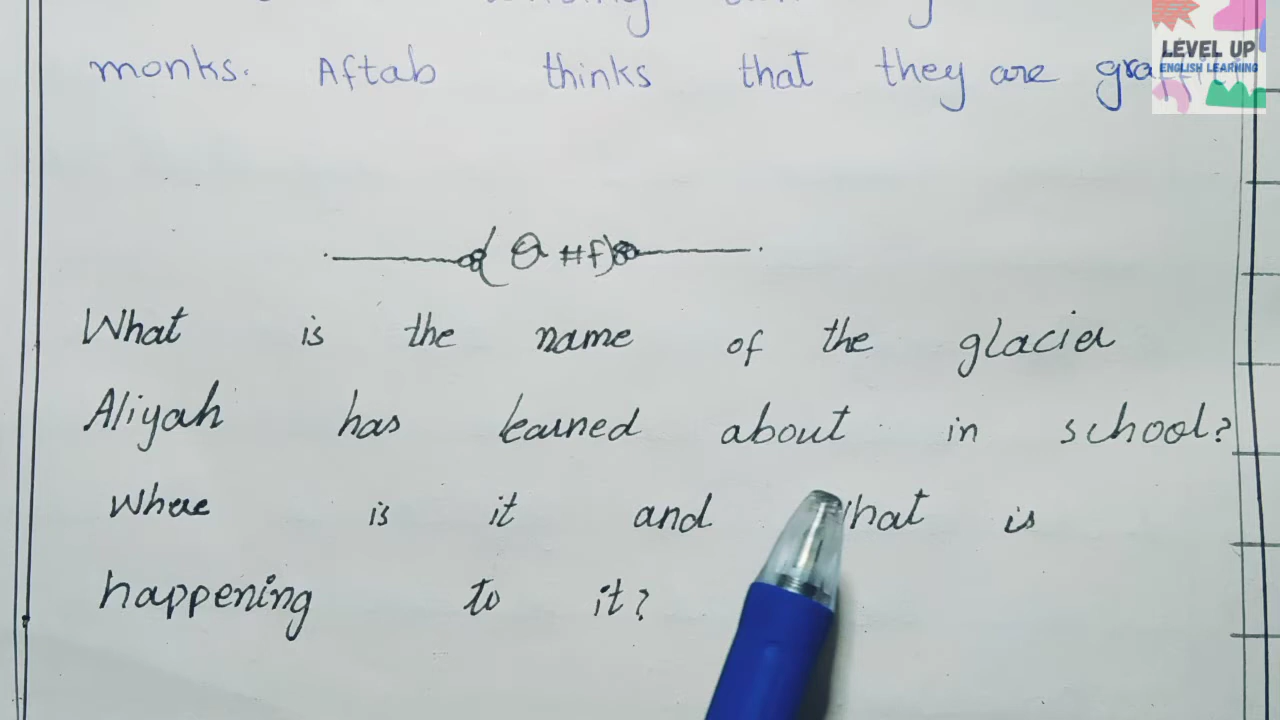 monks. Aftab thinks that they are
LEVEL UP
ENGLISH LEARNING
Q #f
What is the name of the glacier
Aliyah has learned about in school?
Where is it and what is
happening to it?